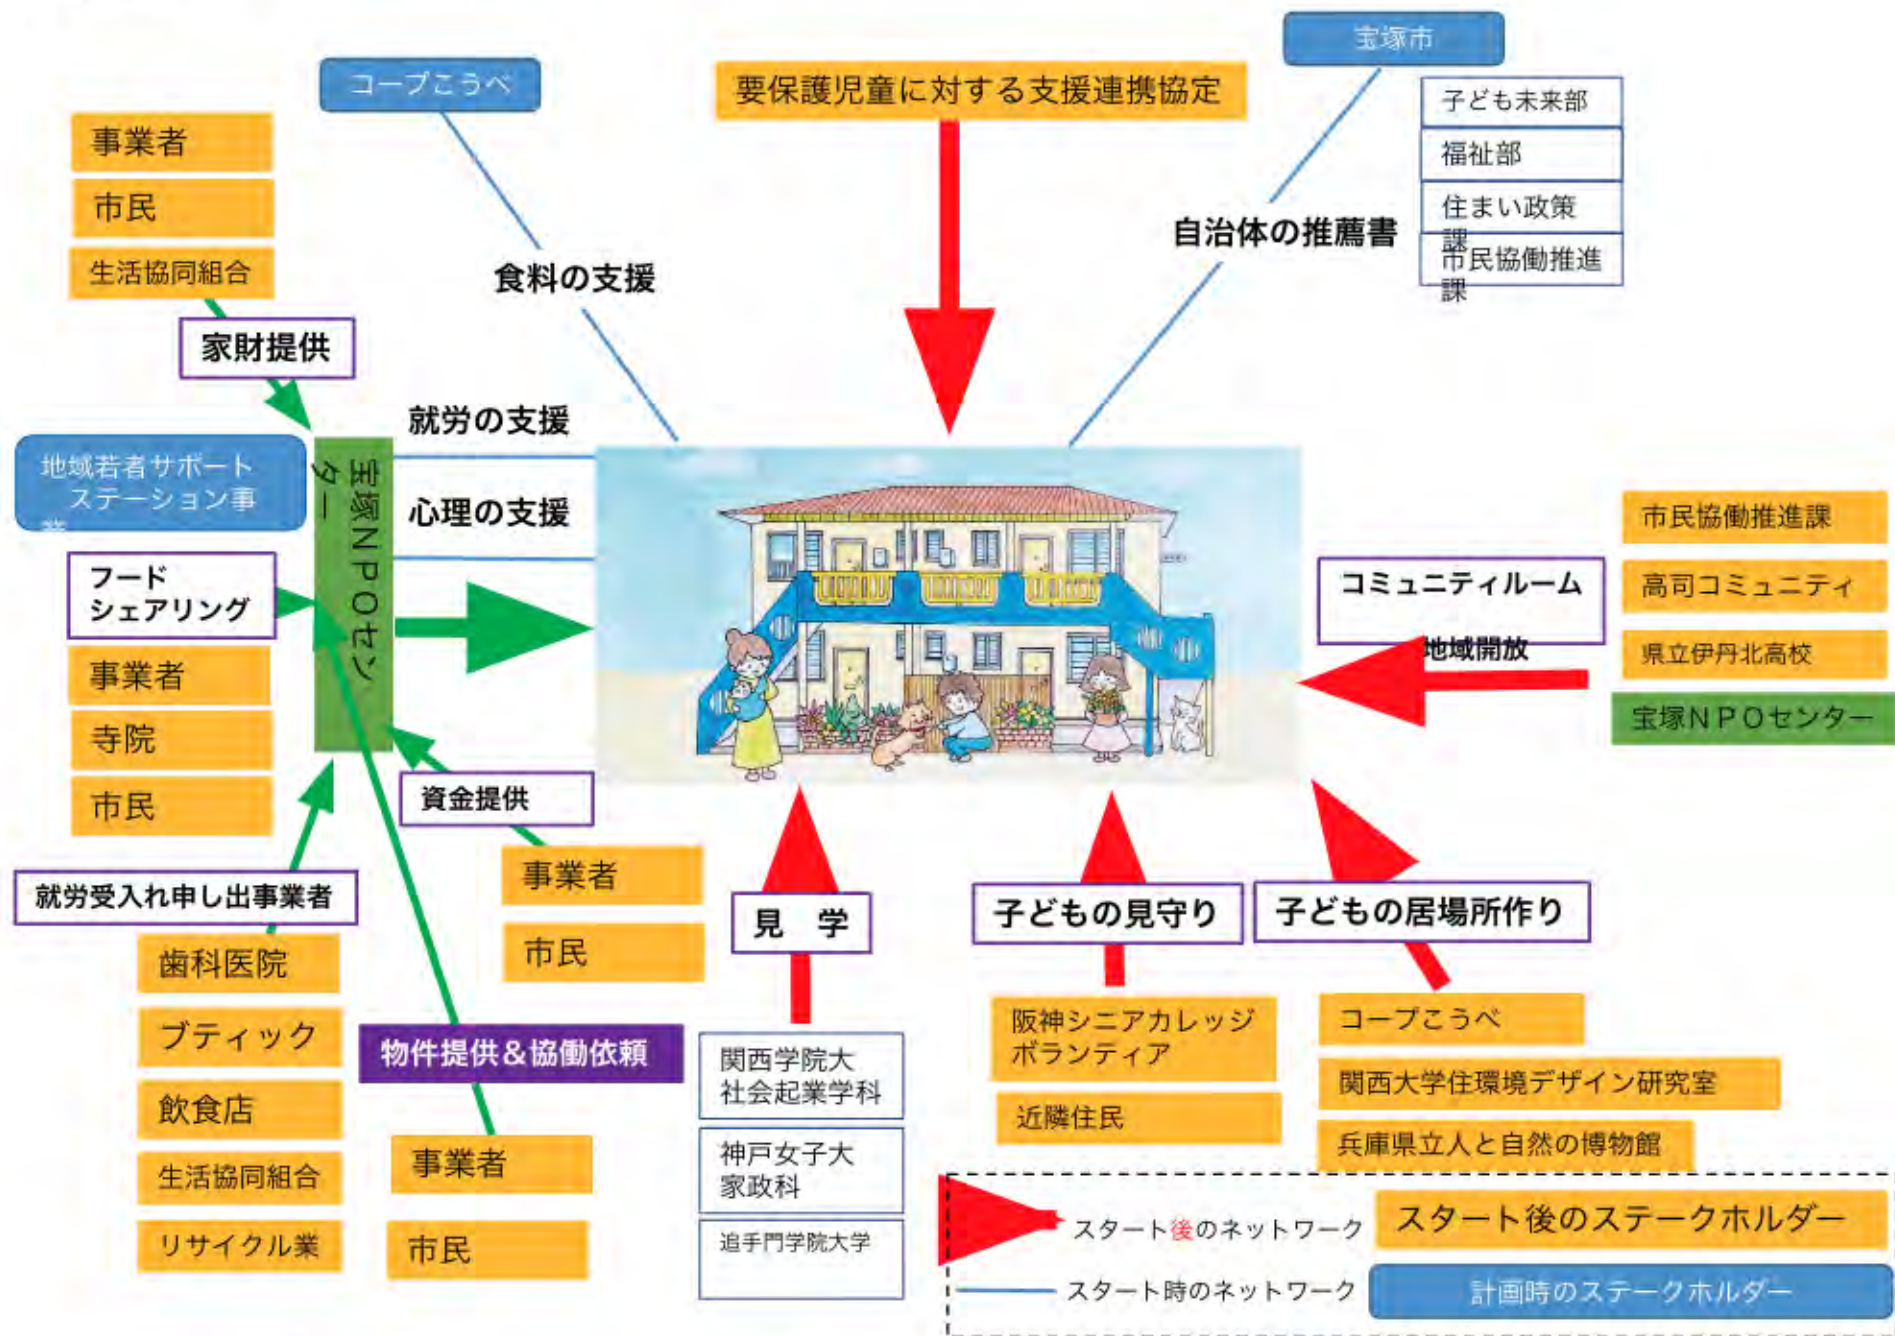 宝塚市
コープこうべ
要保護児童に対する支援連携協定
子ども未来部
福祉部
住まい政策
課
市民協働推進
課
事業者
市民
生活協同組合
家財提供
食料の支援
自治体の推薦書
就労の支援
心理の支援
地域若者サポート
ステーション事
業
宝塚ＮＰＯセン
ター
フード
シェアリング
事業者
寺院
市民
コミュニティルーム
地域開放
市民協働推進課
高司コミュニティ
県立伊丹北高校
宝塚ＮＰＯセンター
資金提供
事業者
市民
就労受入れ申し出事業者
歯科医院
ブティック
飲食店
生活協同組合
リサイクル業
物件提供＆協働依頼
事業者
市民
見　学
関西学院大
社会起業学科
神戸女子大
家政科
追手門学院大学
子どもの見守り
阪神シニアカレッジ
ボランティア
近隣住民
子どもの居場所作り
コープこうべ
関西大学住環境デザイン研究室
兵庫県立人と自然の博物館
スタート後のネットワーク
スタート後のステークホルダー
スタート時のネットワーク
計画時のステークホルダー